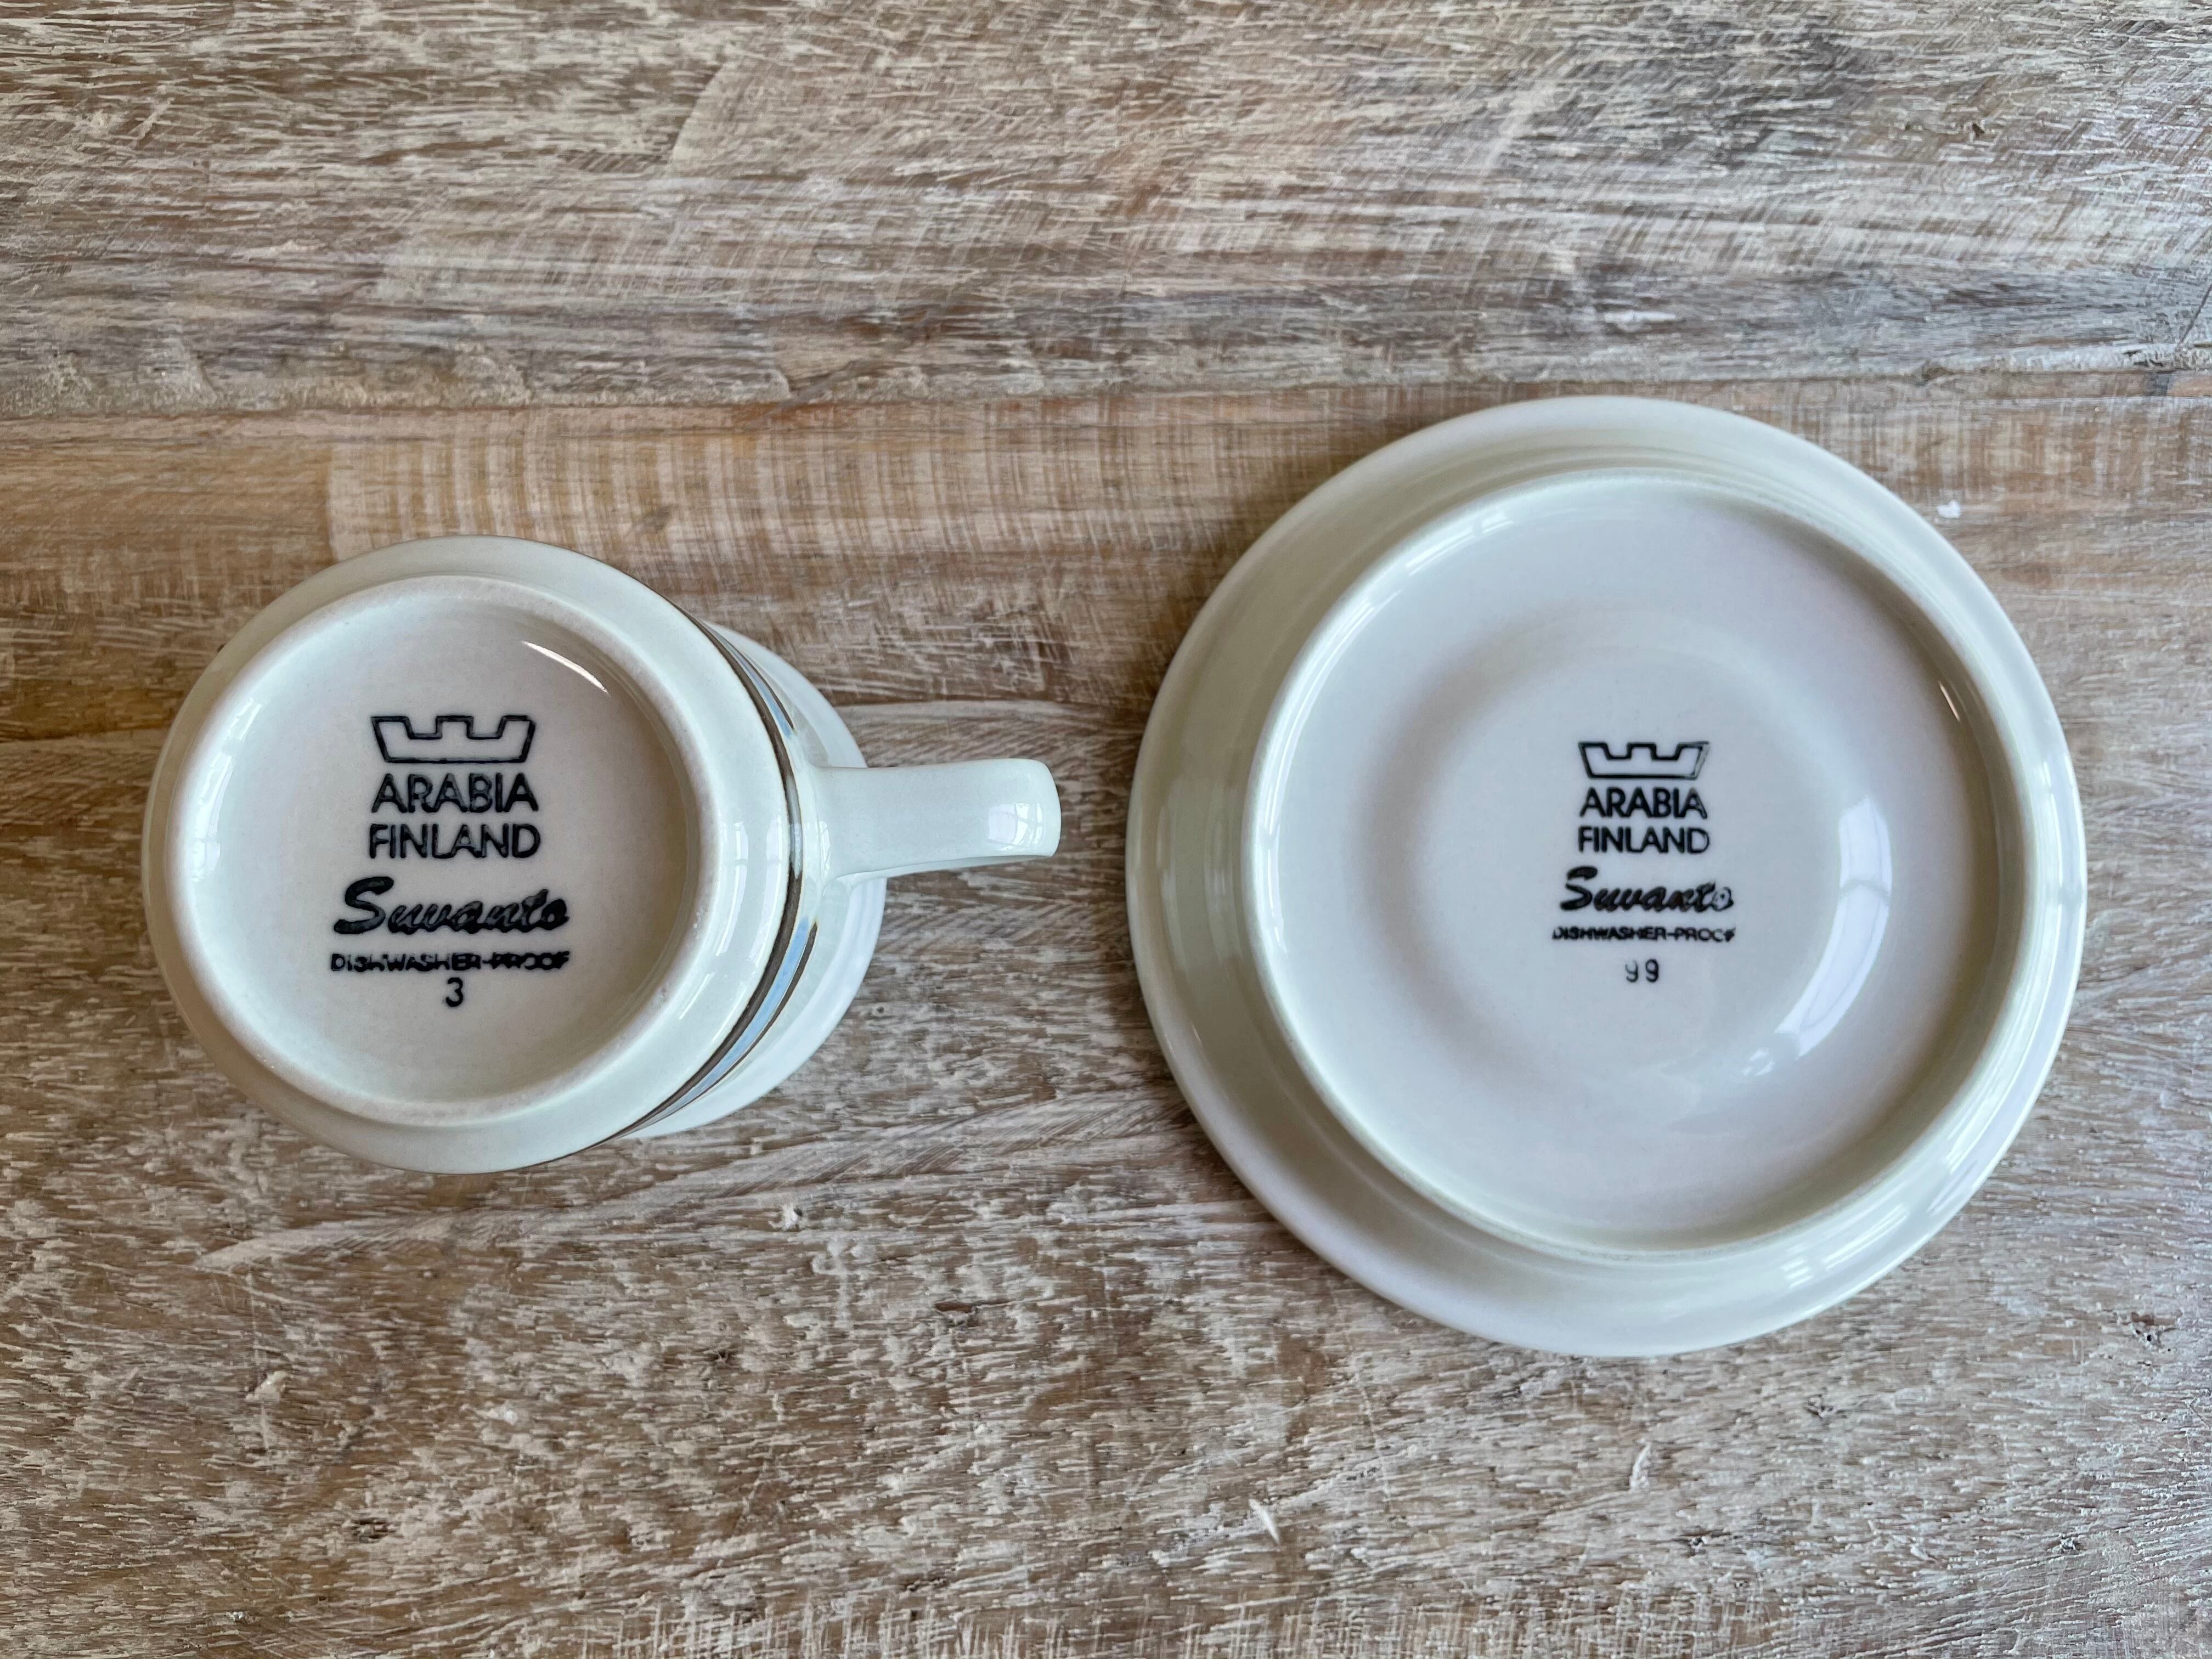 ARABIA
FINLAND
Suvanto
DISHWASHER-PROOF
3
ARABIA
FINLAND
Suvanto
DISHWASHER-PROOF
99